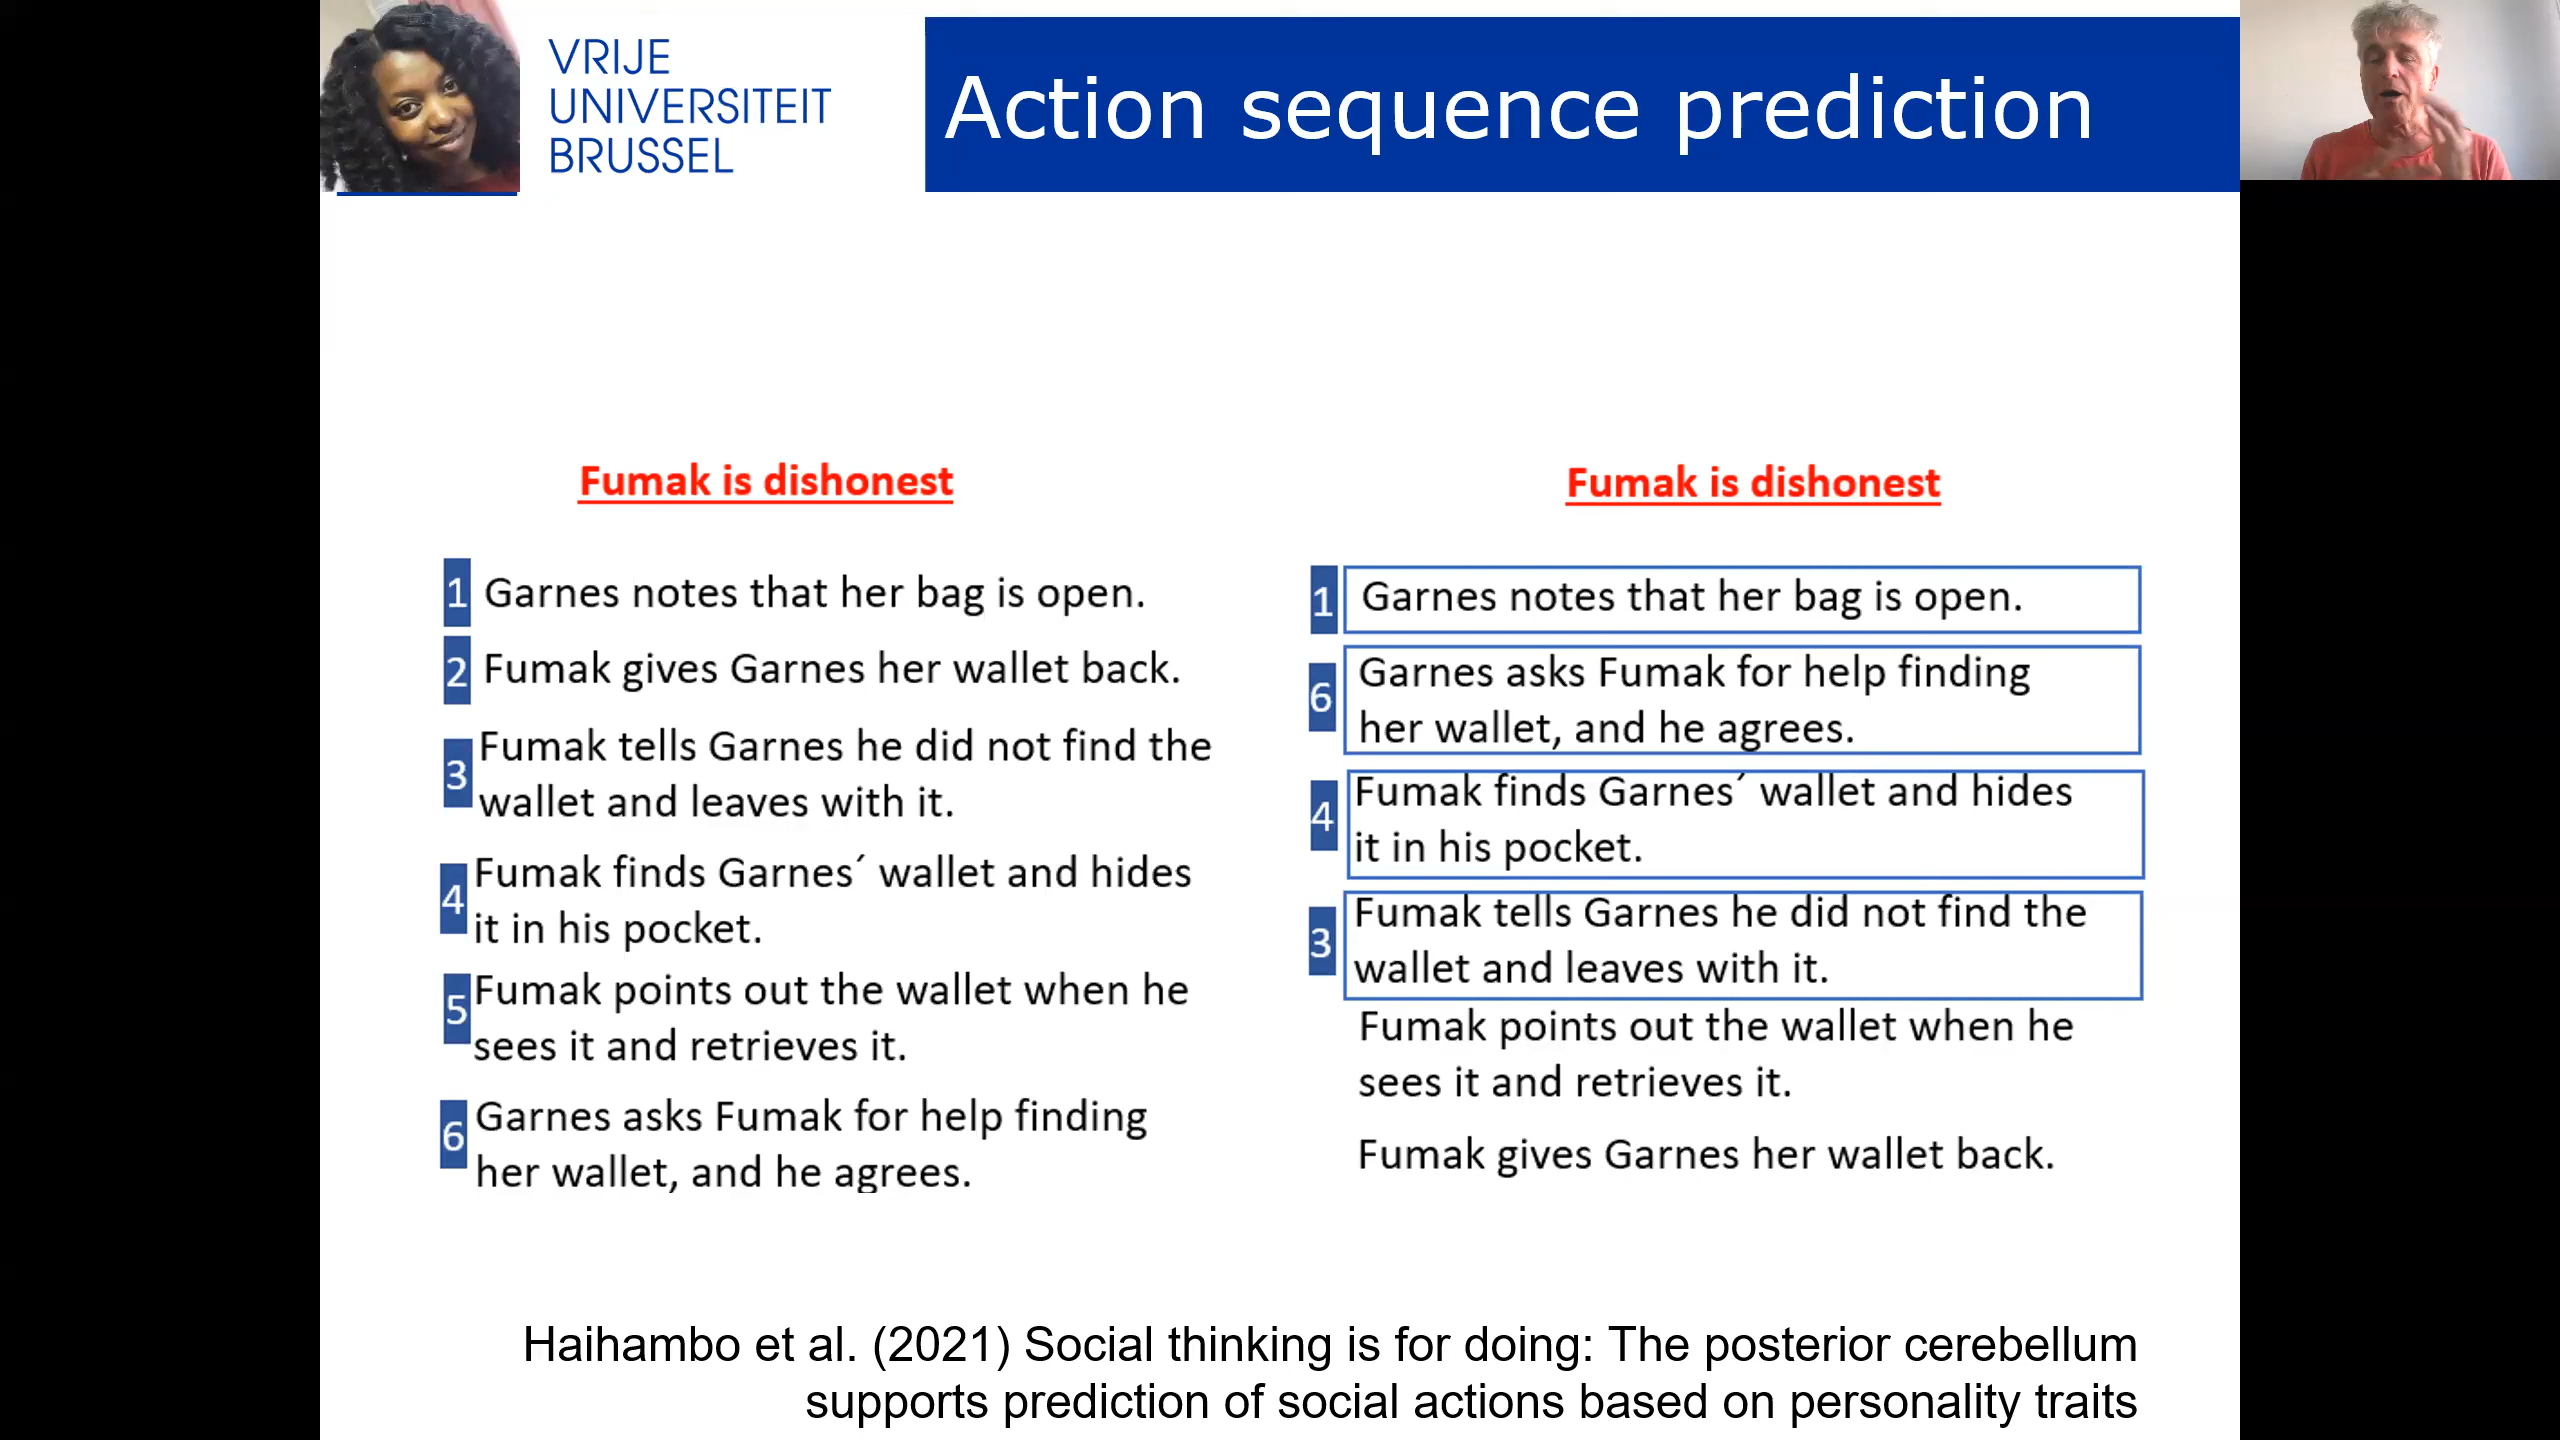 VRIJE
UNIVERSITEIT
BRUSSEL
Action sequence prediction
Fumak is dishonest
1 Garnes notes that her bag is open.
2 Fumak gives Garnes her wallet back.
3 Fumak tells Garnes he did not find the
wallet and leaves with it.
4 Fumak finds Garnes´ wallet and hides
it in his pocket.
5 Fumak points out the wallet when he
sees it and retrieves it.
6 Garnes asks Fumak for help finding
her wallet, and he agrees.
Fumak is dishonest
1 Garnes notes that her bag is open.
6 Garnes asks Fumak for help finding
her wallet, and he agrees.
4 Fumak finds Garnes´ wallet and hides
it in his pocket.
3 Fumak tells Garnes he did not find the
wallet and leaves with it.
Fumak points out the wallet when he
sees it and retrieves it.
Fumak gives Garnes her wallet back.
Haihambo et al. (2021) Social thinking is for doing: The posterior cerebellum
supports prediction of social actions based on personality traits